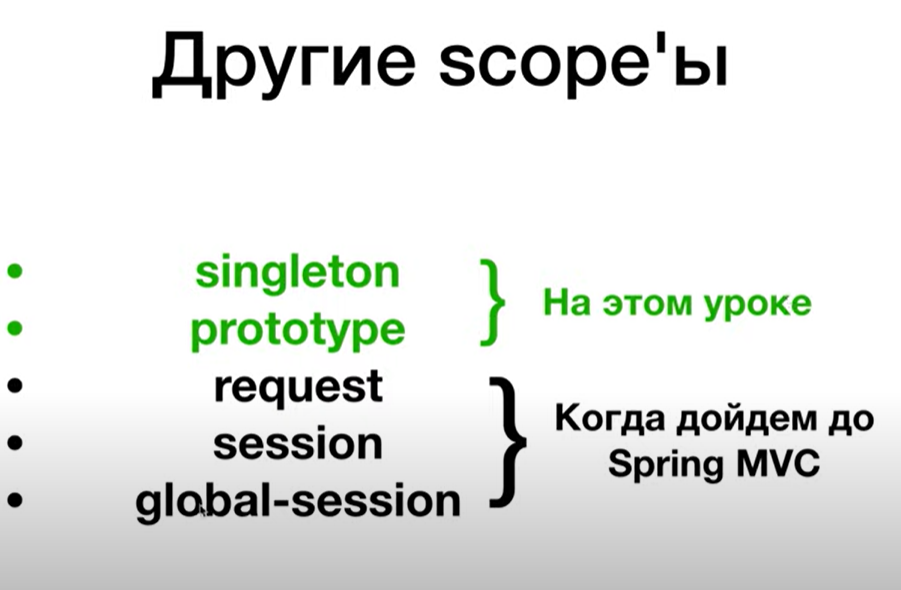 Другие scope'ы
singleton
prototype
На этом уроке
request
session
global-session
Когда дойдем до
Spring MVC